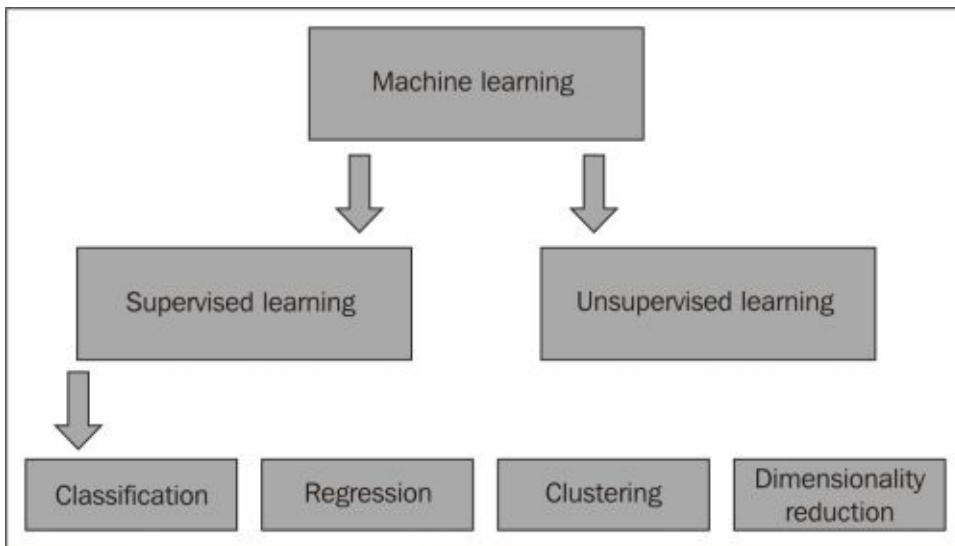 Machine learning
Supervised learning
Unsupervised learning
Classification
Regression
Clustering
Dimensionality
reduction